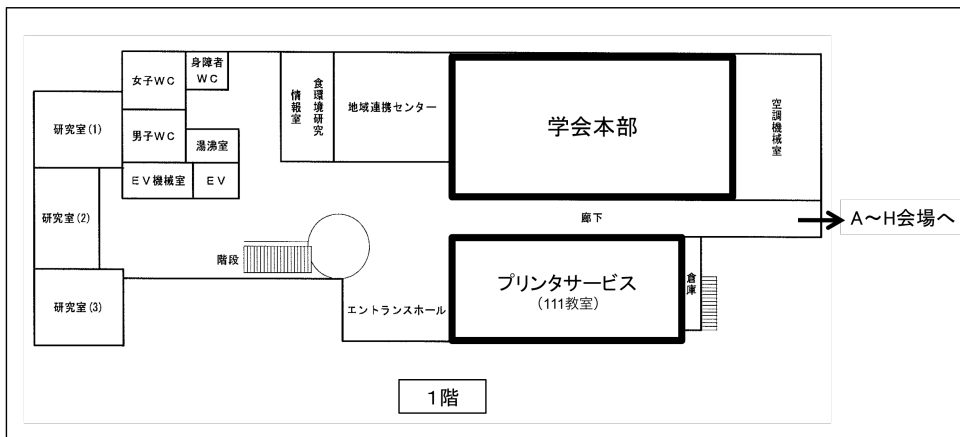 身障者
ＷＣ
女子ＷＣ
研究室(1)
男子ＷＣ
湯沸室
ＥＶ機械室
ＥＶ
食環境研究
情報室
地域連携センター
学会本部
空調機械室
研究室(2)
廊下
A～H会場へ
階段
研究室(3)
エントランスホール
プリンタサービス
(111教室)
倉庫
１階